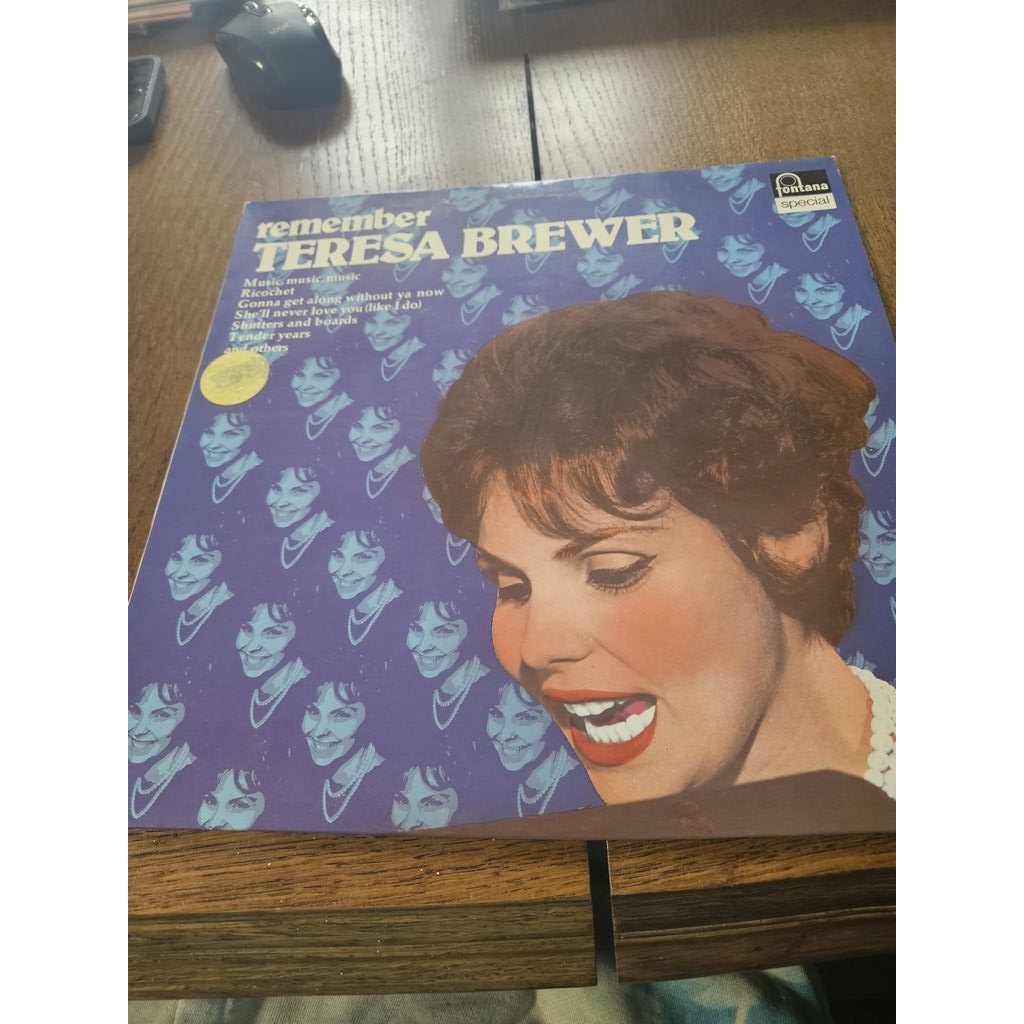 remember
TERESA BREWER
Music, music, music
Ricochet
Gonna get along without ya now
She'll never love you (like I do)
Shutters and boards
Tender years
and others
fontana
special